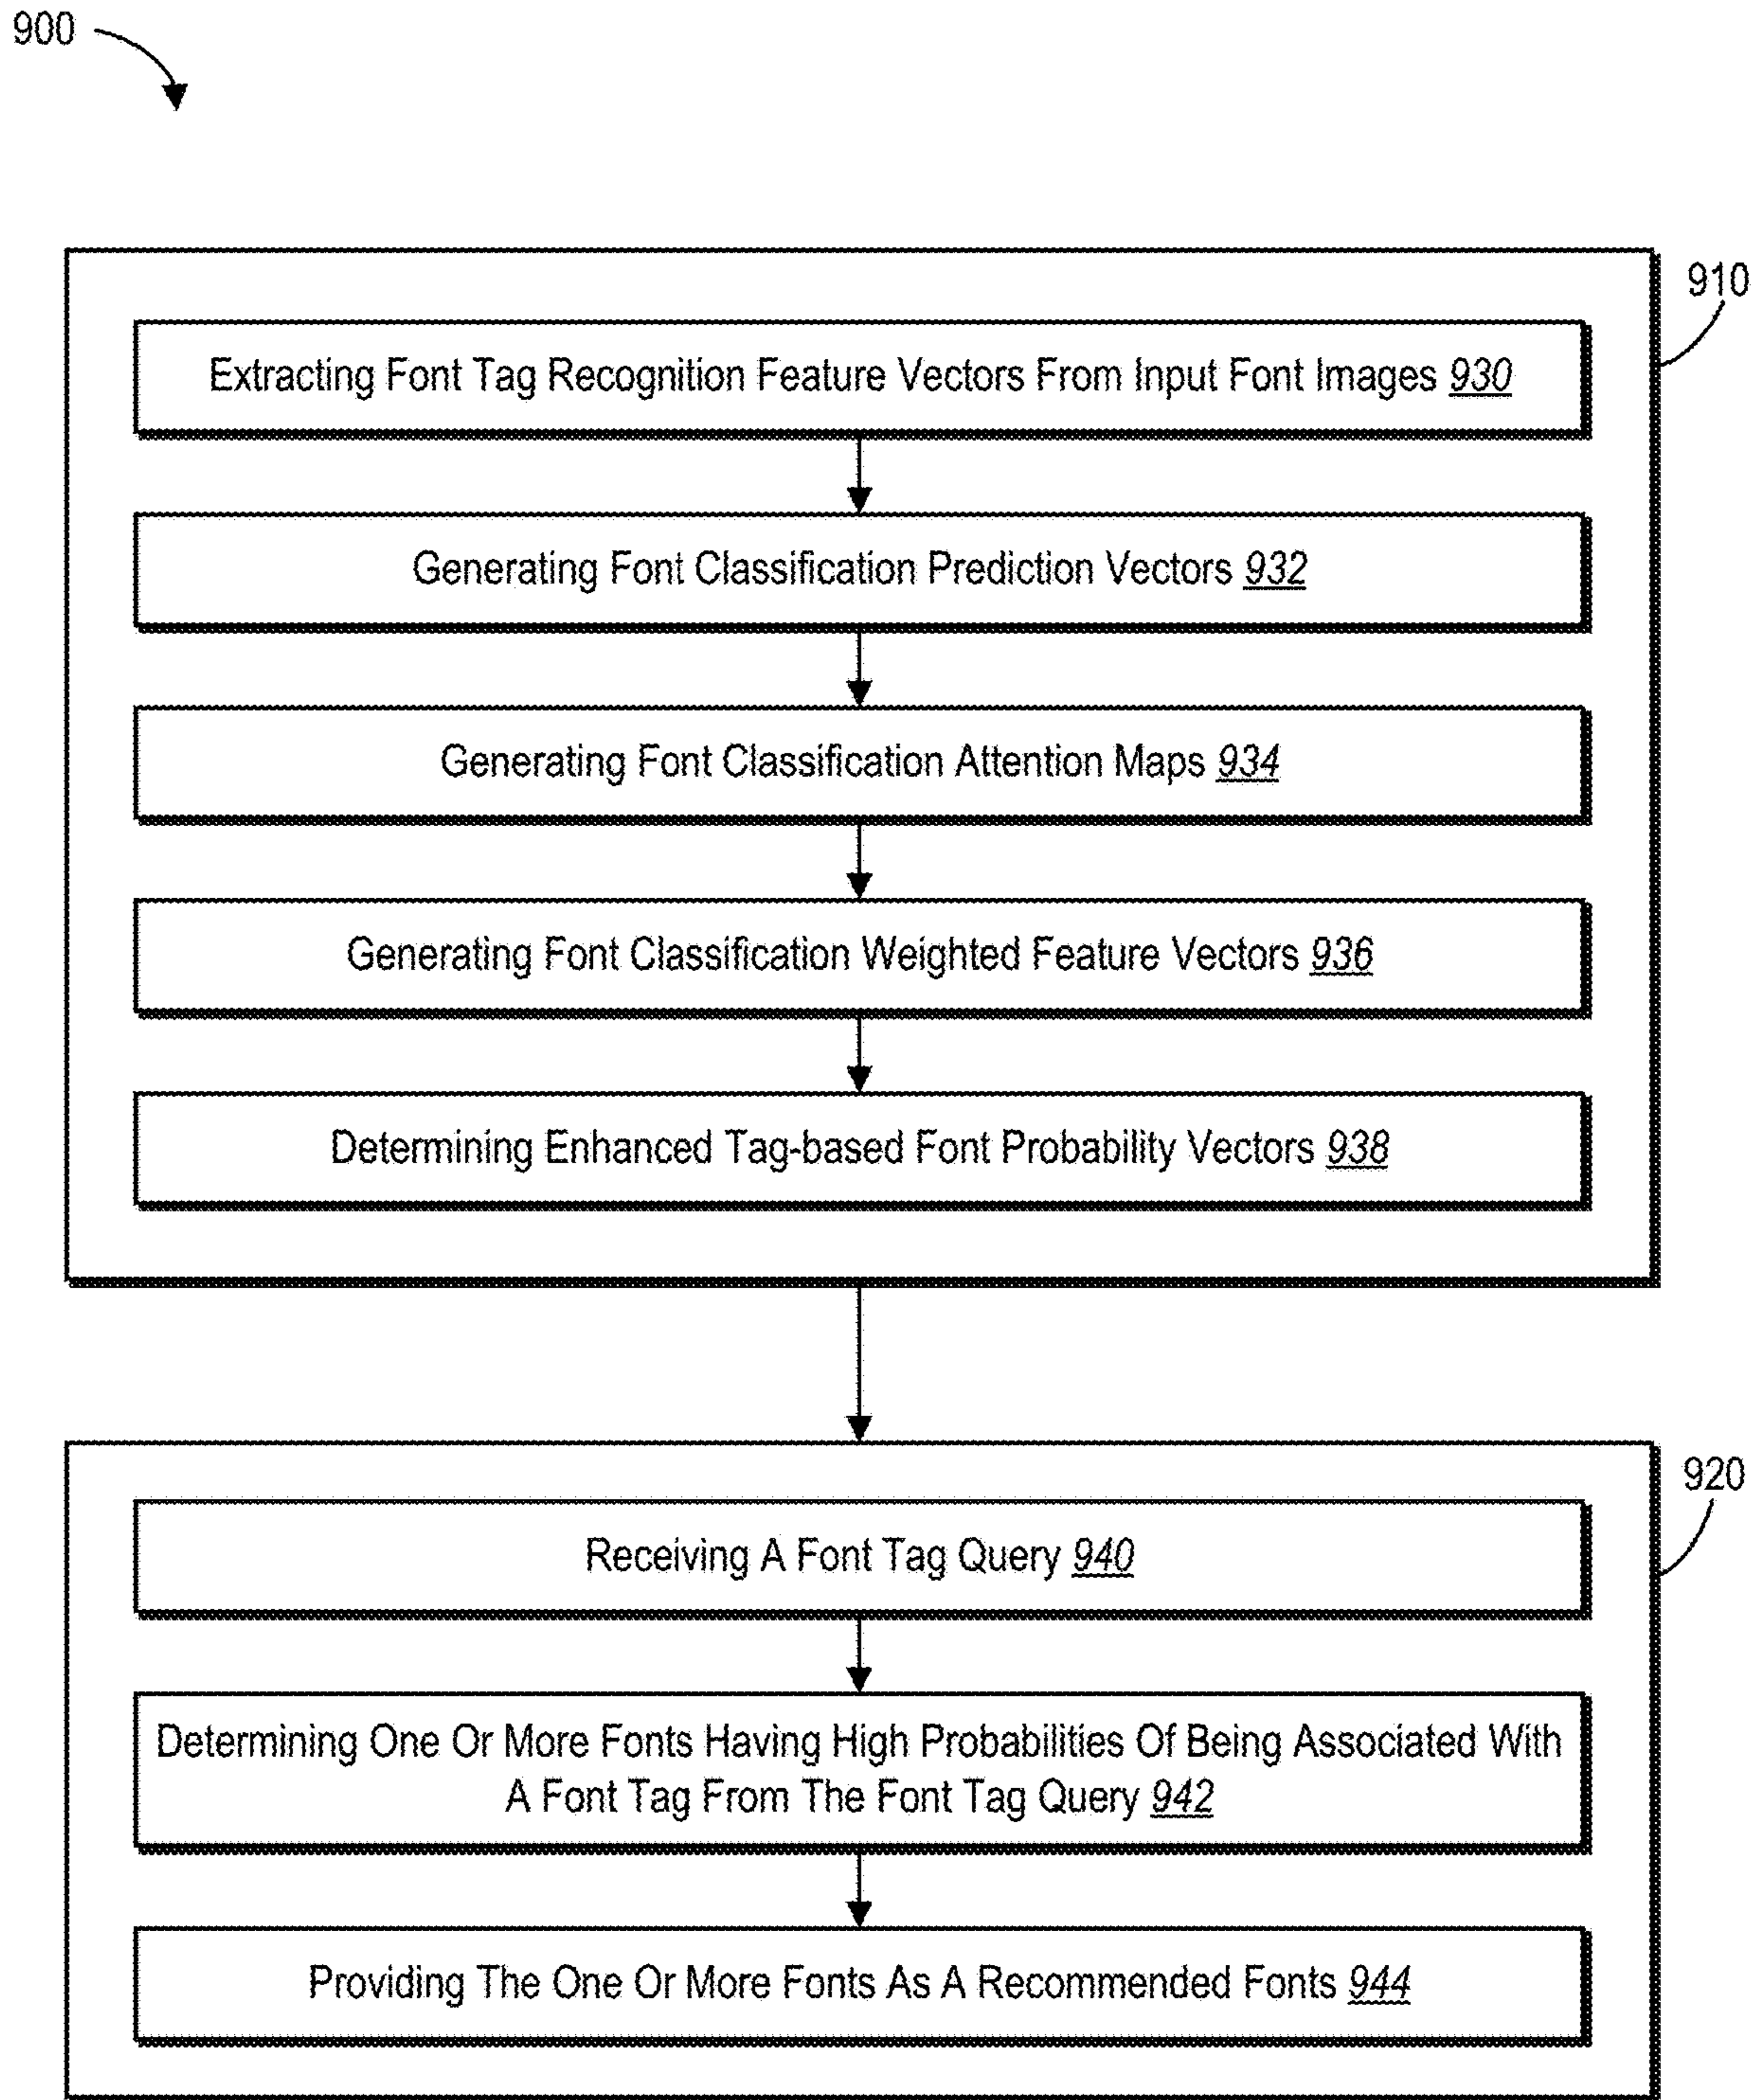 900
910
Extracting Font Tag Recognition Feature Vectors From Input Font Images 930
Generating Font Classification Prediction Vectors 932
Generating Font Classification Attention Maps 934
Generating Font Classification Weighted Feature Vectors 936
Determining Enhanced Tag-based Font Probability Vectors 938
920
Receiving A Font Tag Query 940
Determining One Or More Fonts Having High Probabilities Of Being Associated With
A Font Tag From The Font Tag Query 942
Providing The One Or More Fonts As A Recommended Fonts 944